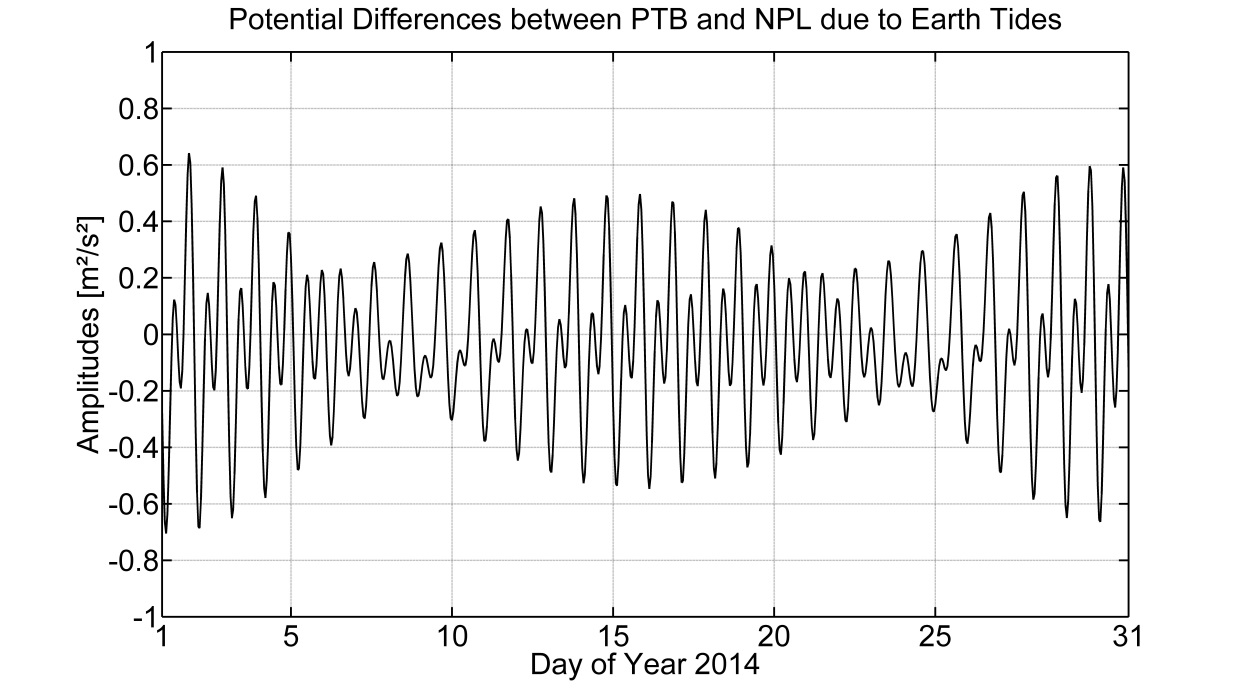 Potential Differences between PTB and NPL due to Earth Tides
1
0.8
0.6
0.4
0.2
0
-0.2
-0.4
-0.6
-0.8
-1
Amplitudes [m²/s²]
1 5 10 15 20 25 31
Day of Year 2014